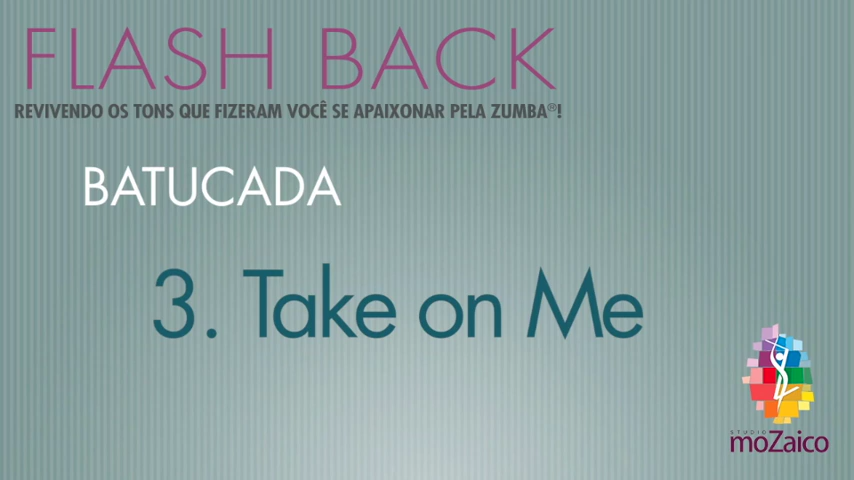 FLASH BACK
REVIVENDO OS TONS QUE FIZERAM VOCÊ SE APAIXONAR PELA ZUMBA®!
BATUCADA
3. Take on Me
STUDIO
moZaico